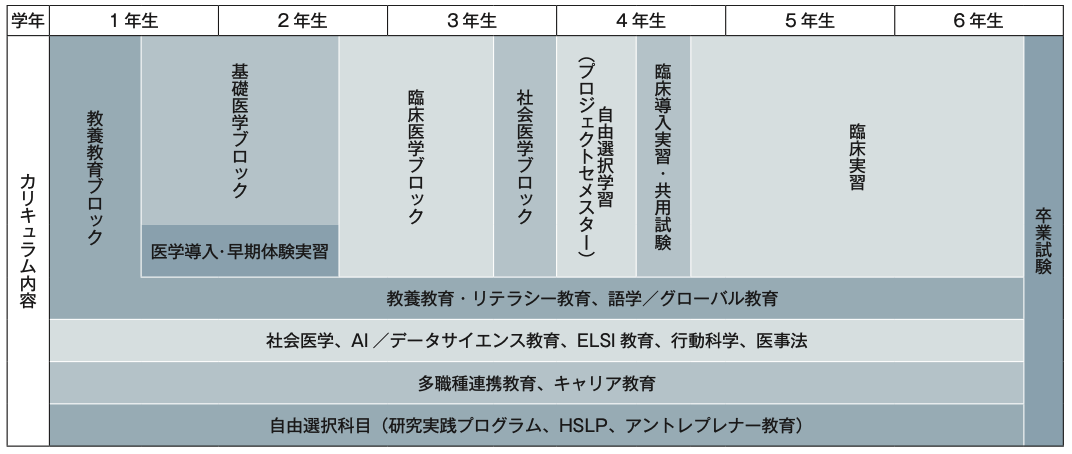 学年
1年生
2年生
3年生
4年生
5年生
6年生
カリキュラム内容
教養教育ブロック
基礎医学ブロック
医学導入・早期体験実習
臨床医学ブロック
社会医学ブロック
自由選択学習
(プロジェクトセメスター)
臨床導入実習・共用試験
臨床実習
卒業試験
教養教育・リテラシー教育、語学／グローバル教育
社会医学、AI／データサイエンス教育、ELSI教育、行動科学、医事法
多職種連携教育、キャリア教育
自由選択科目（研究実践プログラム、HSLP、アントレプレナー教育）